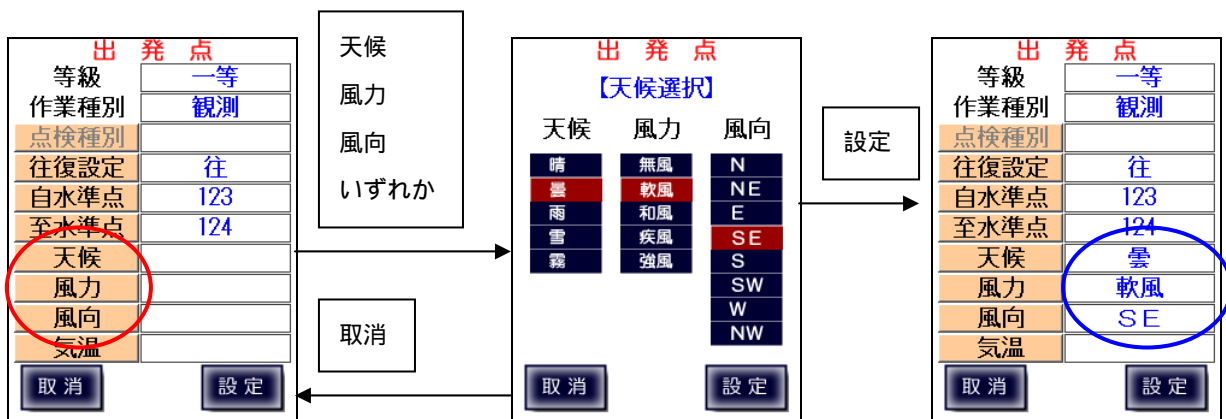 出 発 点
等級 一等
作業種別 観測
点検種別
往復設定 往
自水準点 123
至水準点 124
天候
風力
風向
気温
取消 設定
天候
風力
風向
いずれか
取消
出 発 点
【天候選択】
天候 風力 風向
晴 無風 N
曇 軟風 NE
雨 和風 E
雪 疾風 SE
霧 強風 S
SW
W
NW
取消 設定
設定
出 発 点
等級 一等
作業種別 観測
点検種別
往復設定 往
自水準点 123
至水準点 124
天候 曇
風力 軟風
風向 SE
気温
取消 設定